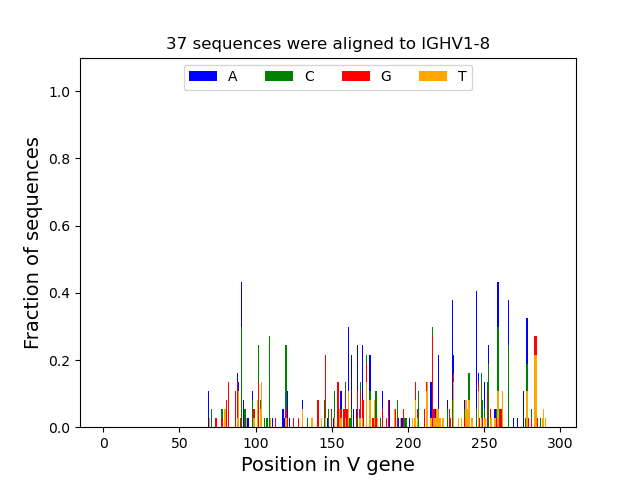 37 sequences were aligned to IGHV1-8
A C G T
Fraction of sequences
1.0
0.8
0.6
0.4
0.2
0.0
0 50 100 150 200 250 300
Position in V gene